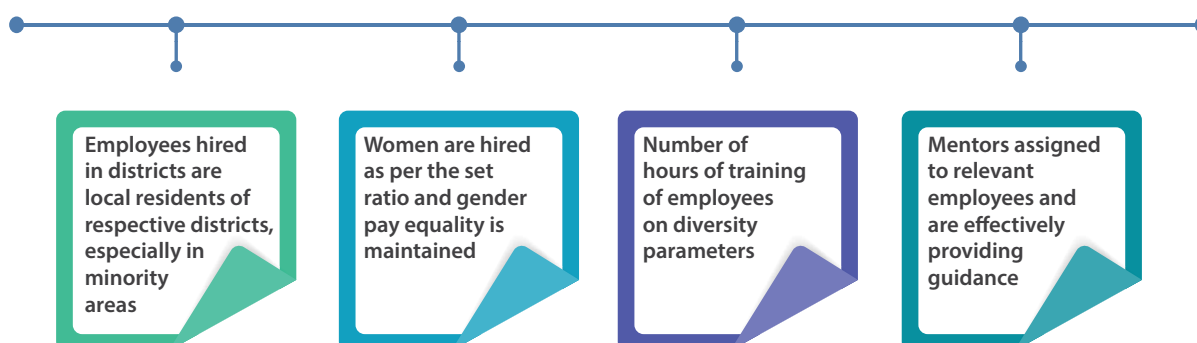 Employees hired
in districts are
local residents of
respective districts,
especially in
minority
areas
Women are hired
as per the set
ratio and gender
pay equality is
maintained
Number of
hours of training
of employees
on diversity
parameters
Mentors assigned
to relevant
employees and
are effectively
providing
guidance